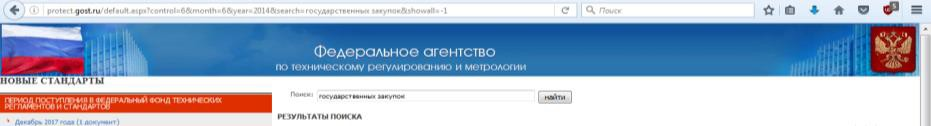 protect.gost.ru/default.aspx?control=6&month=6&year=2014&search=государственных закупок&showall=-1
Поиск
5
Федеральное агентство
по техническому регулированию и метрологии
НОВЫЕ СТАНДАРТЫ
Поиск: государственных закупок найти
ПЕРИОД ПОСТУПЛЕНИЯ В ФЕДЕРАЛЬНЫЙ ФОНД ТЕХНИЧЕСКИХ
РЕГЛАМЕНТОВ И СТАНДАРТОВ
РЕЗУЛЬТАТЫ ПОИСКА
Декабрь 2017 года (1 документ)